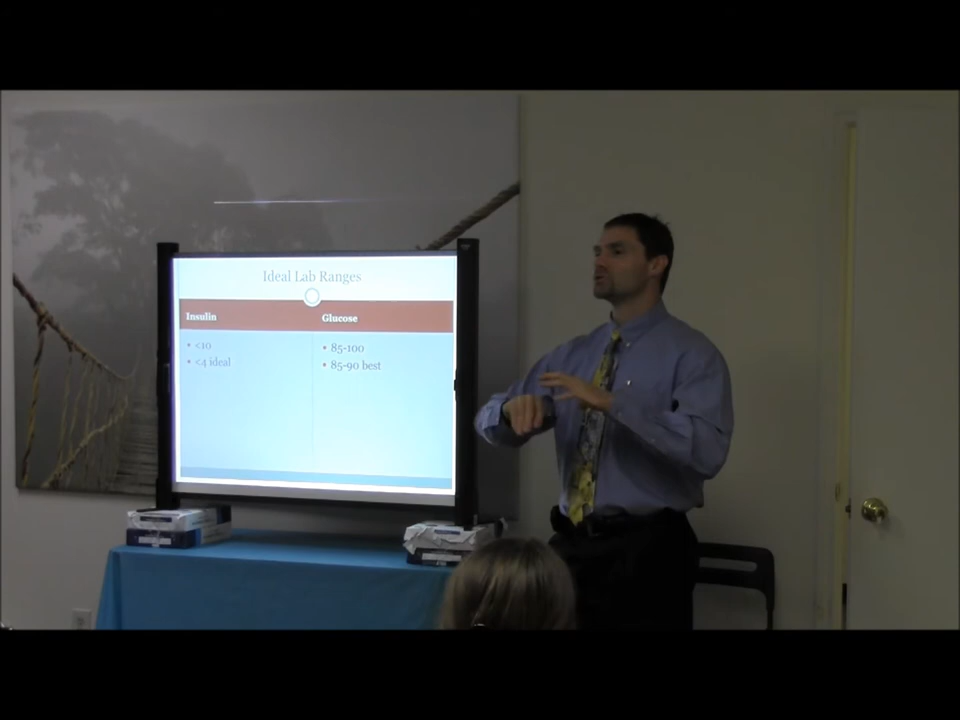 Ideal Lab Ranges
Insulin
Glucose
• <10
• <4 ideal
• 85-100
• 85-90 best